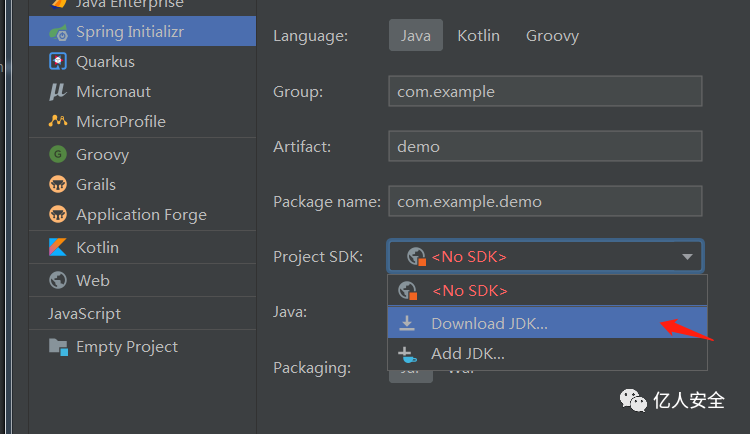 Java Enterprise
Spring Initializr
Quarkus
Micronaut
MicroProfile
Groovy
Grails
Application Forge
Kotlin
Web
JavaScript
Empty Project
Language:
Java
Kotlin
Groovy
Group:
com.example
Artifact:
demo
Package name:
com.example.demo
Project SDK:
<No SDK>
<No SDK>
Download JDK...
Add JDK...
Java:
Packaging:
亿人安全